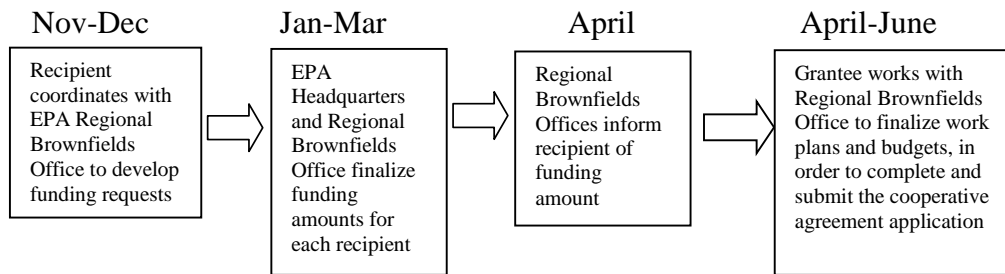 Nov-Dec
Recipient
coordinates with
EPA Regional
Brownfields
Office to develop
funding requests
Jan-Mar
EPA
Headquarters
and Regional
Brownfields
Office finalize
funding
amounts for
each recipient
April
Regional
Brownfields
Offices inform
recipient of
funding
amount
April-June
Grantee works with
Regional Brownfields
Office to finalize work
plans and budgets, in
order to complete and
submit the cooperative
agreement application